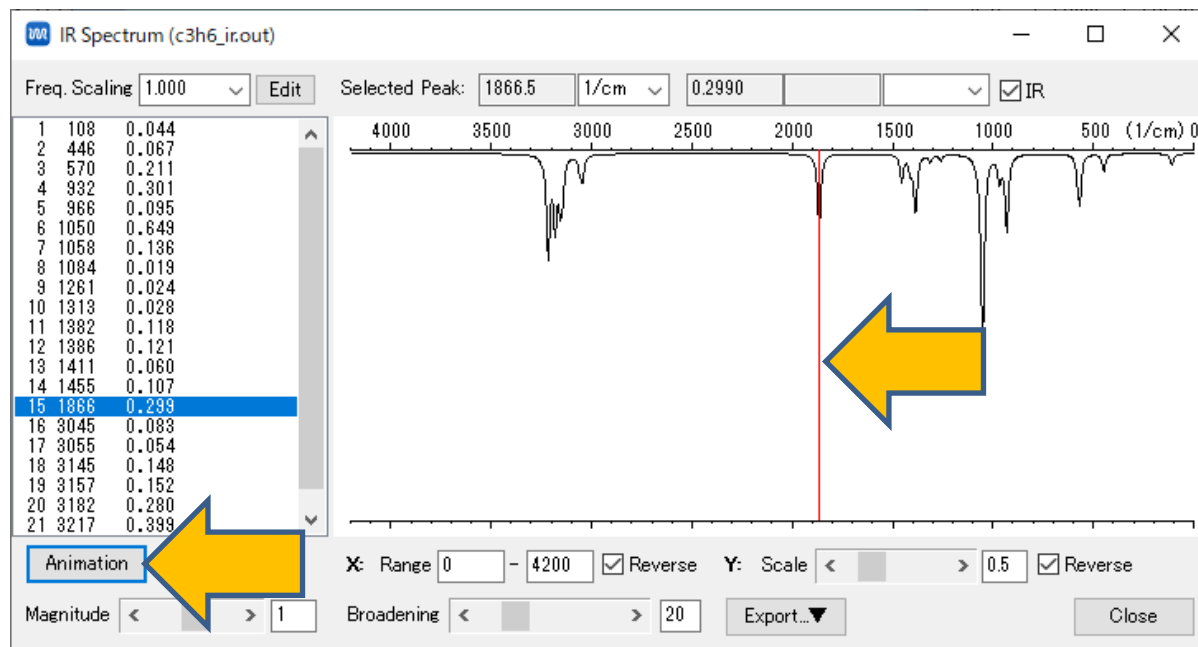 IR Spectrum (c3h6_ir.out)
Freq. Scaling 1.000 Edit Selected Peak: 1866.5 1/cm 0.2990 IR
4000 3500 3000 2500 2000 1500 1000 500 (1/cm) 0
1 108 0.044
2 446 0.067
3 570 0.211
4 932 0.301
5 966 0.095
6 1050 0.649
7 1058 0.136
8 1084 0.019
9 1261 0.024
10 1313 0.028
11 1382 0.118
12 1386 0.121
13 1411 0.060
14 1455 0.107
15 1866 0.299
16 3045 0.083
17 3055 0.054
18 3145 0.148
19 3157 0.152
20 3182 0.280
21 3217 0.399
Animation X: Range 0 - 4200 Reverse Y: Scale 0.5 Reverse
Magnitude 1 Broadening 20 Export...▼ Close